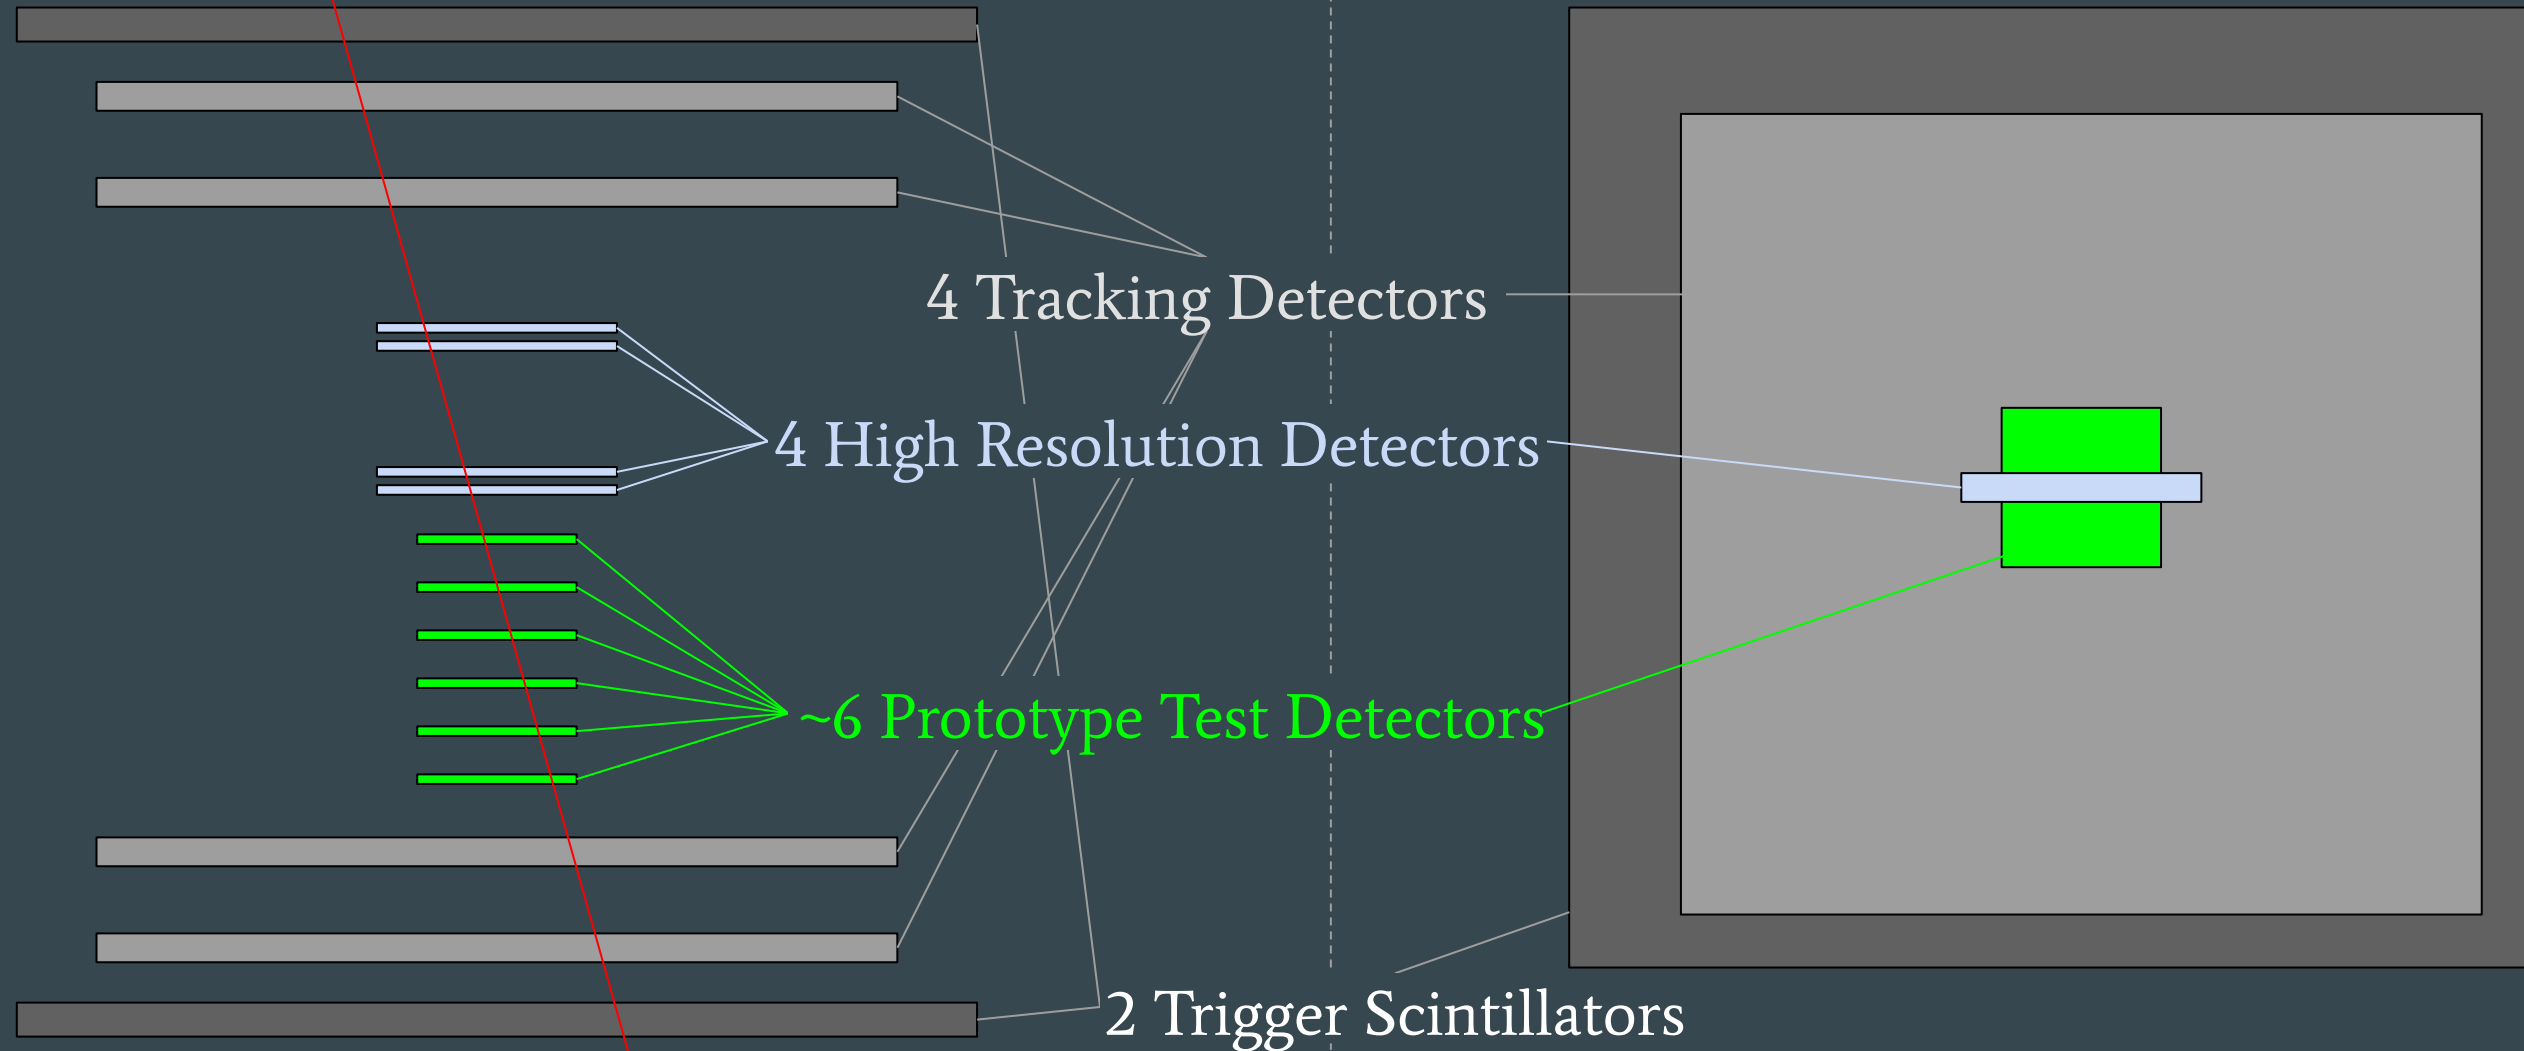 4 Tracking Detectors
4 High Resolution Detectors
~6 Prototype Test Detectors
2 Trigger Scintillators